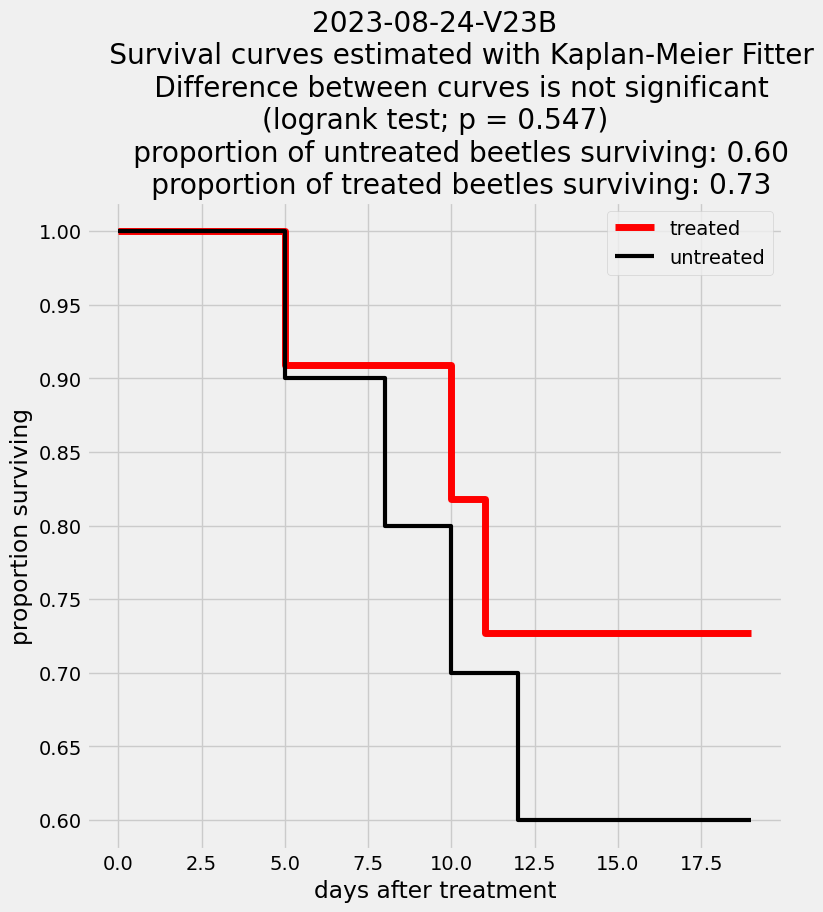 2023-08-24-V23B
Survival curves estimated with Kaplan-Meier Fitter
Difference between curves is not significant
(logrank test; p = 0.547)
proportion of untreated beetles surviving: 0.60
proportion of treated beetles surviving: 0.73
treated
untreated
1.00
0.95
0.90
0.85
0.80
0.75
0.70
0.65
0.60
proportion surviving
0.0 2.5 5.0 7.5 10.0 12.5 15.0 17.5
days after treatment